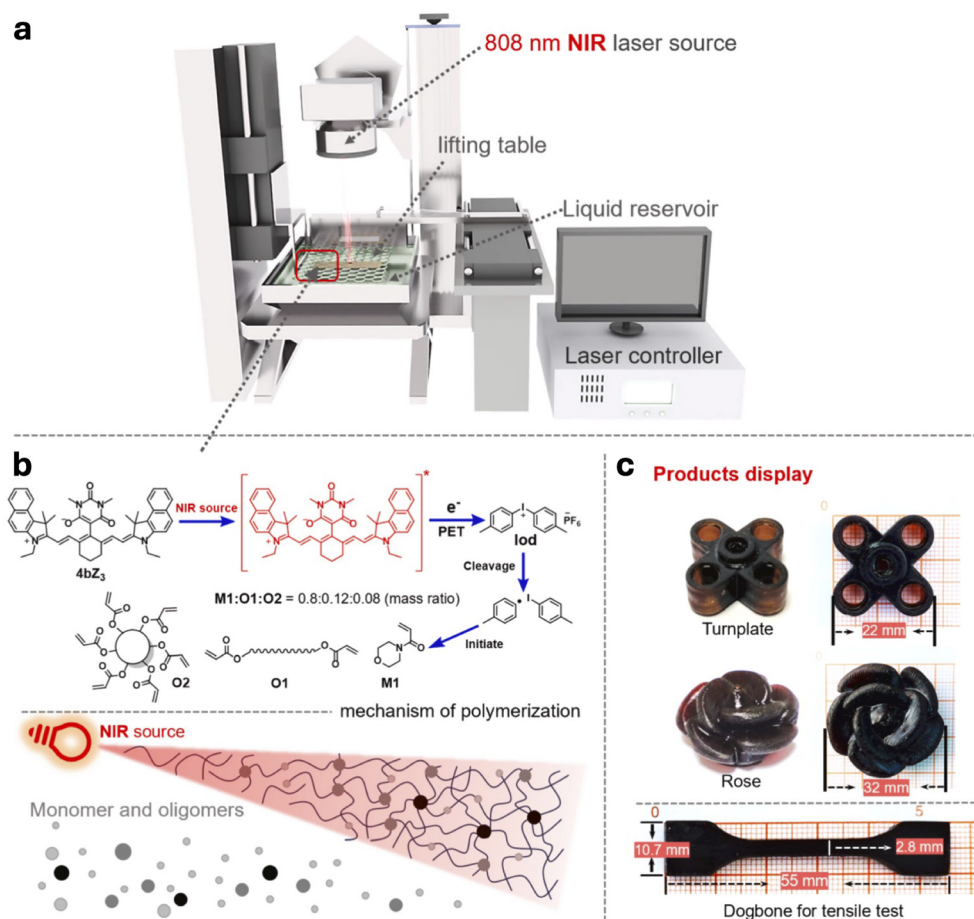 a
808 nm NIR laser source
lifting table
Liquid reservoir
Laser controller
b
NIR source
*
e⁻
PET
PF₆
Iod
4bZ₃
Cleavage
M1:O1:O2 = 0.8:0.12:0.08 (mass ratio)
Initiate
O2
O1
M1
mechanism of polymerization
NIR source
Monomer and oligomers
c
Products display
0
Turnplate
22 mm
0
Rose
32 mm
0
5
10.7 mm
2.8 mm
55 mm
Dogbone for tensile test